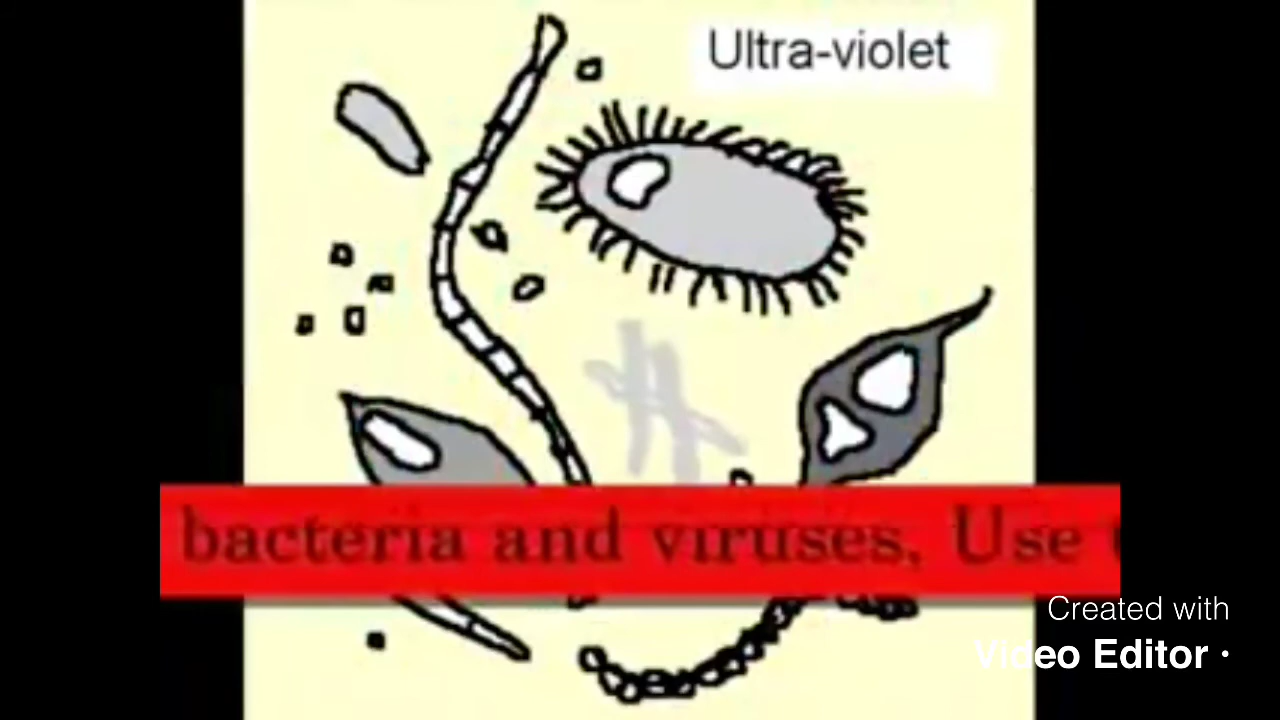 Ultra-violet
bacteria and viruses. Use
Created with
Video Editor •